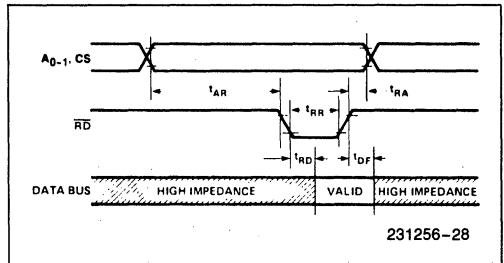 A0-1, CS
tAR
tRR
tRA
RD
tRD
tDF
DATA BUS
HIGH IMPEDANCE
VALID
HIGH IMPEDANCE
231256-28